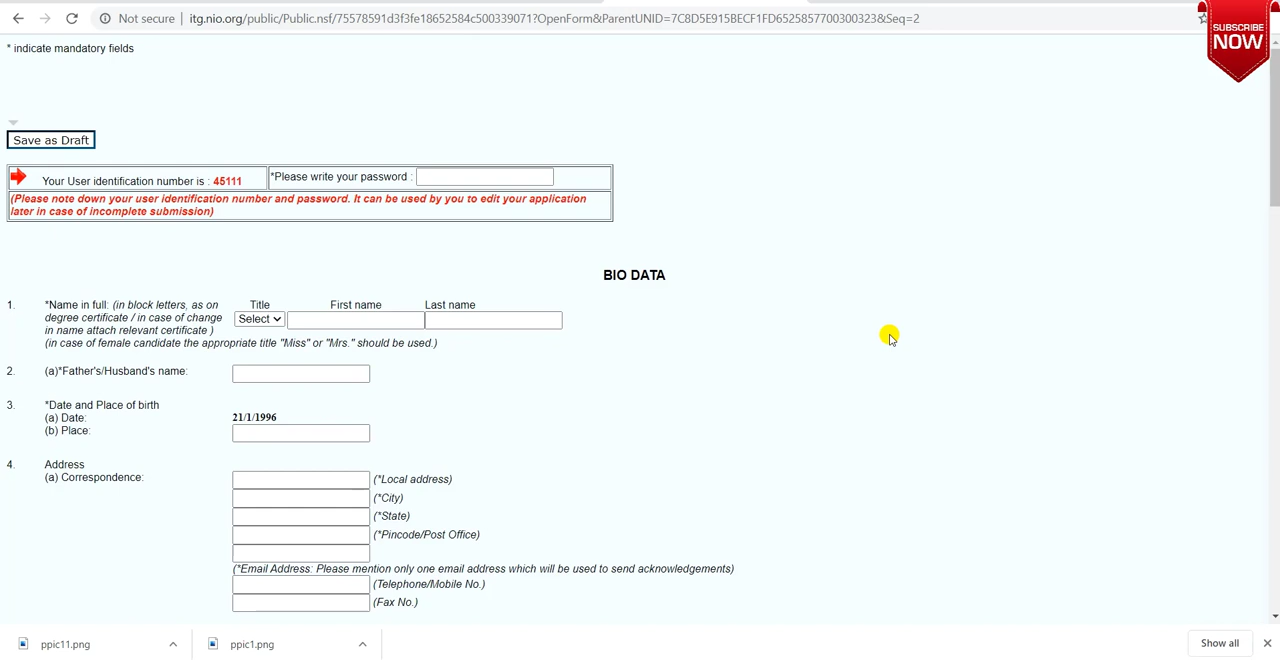 Not secure | itg.nio.org/public/Public.nsf/75578591d3f3fe18652584c500339071?OpenForm&ParentUNID=7C8D5E915BECF1FD6525857700300323&Seq=2
SUBSCRIBE
NOW
* indicate mandatory fields
Save as Draft
Your User identification number is : 45111 *Please write your password :
(Please note down your user identification number and password. It can be used by you to edit your application
later in case of incomplete submission)
BIO DATA
1. *Name in full: (in block letters, as on Title First name Last name
degree certificate / in case of change Select
in name attach relevant certificate )
(in case of female candidate the appropriate title "Miss" or "Mrs." should be used.)
2. (a)*Father's/Husband's name:
3. *Date and Place of birth
(a) Date: 21/1/1996
(b) Place:
4. Address
(a) Correspondence: (*Local address)
(*City)
(*State)
(*Pincode/Post Office)
(*Email Address: Please mention only one email address which will be used to send acknowledgements)
(Telephone/Mobile No.)
(Fax No.)
ppic11.png ppic1.png Show all